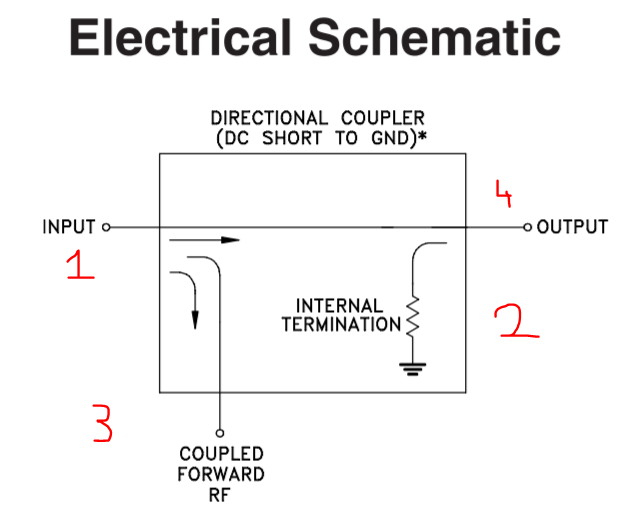 Electrical Schematic
DIRECTIONAL COUPLER
(DC SHORT TO GND)*
4
INPUT
OUTPUT
1
INTERNAL
TERMINATION
2
3
COUPLED
FORWARD
RF